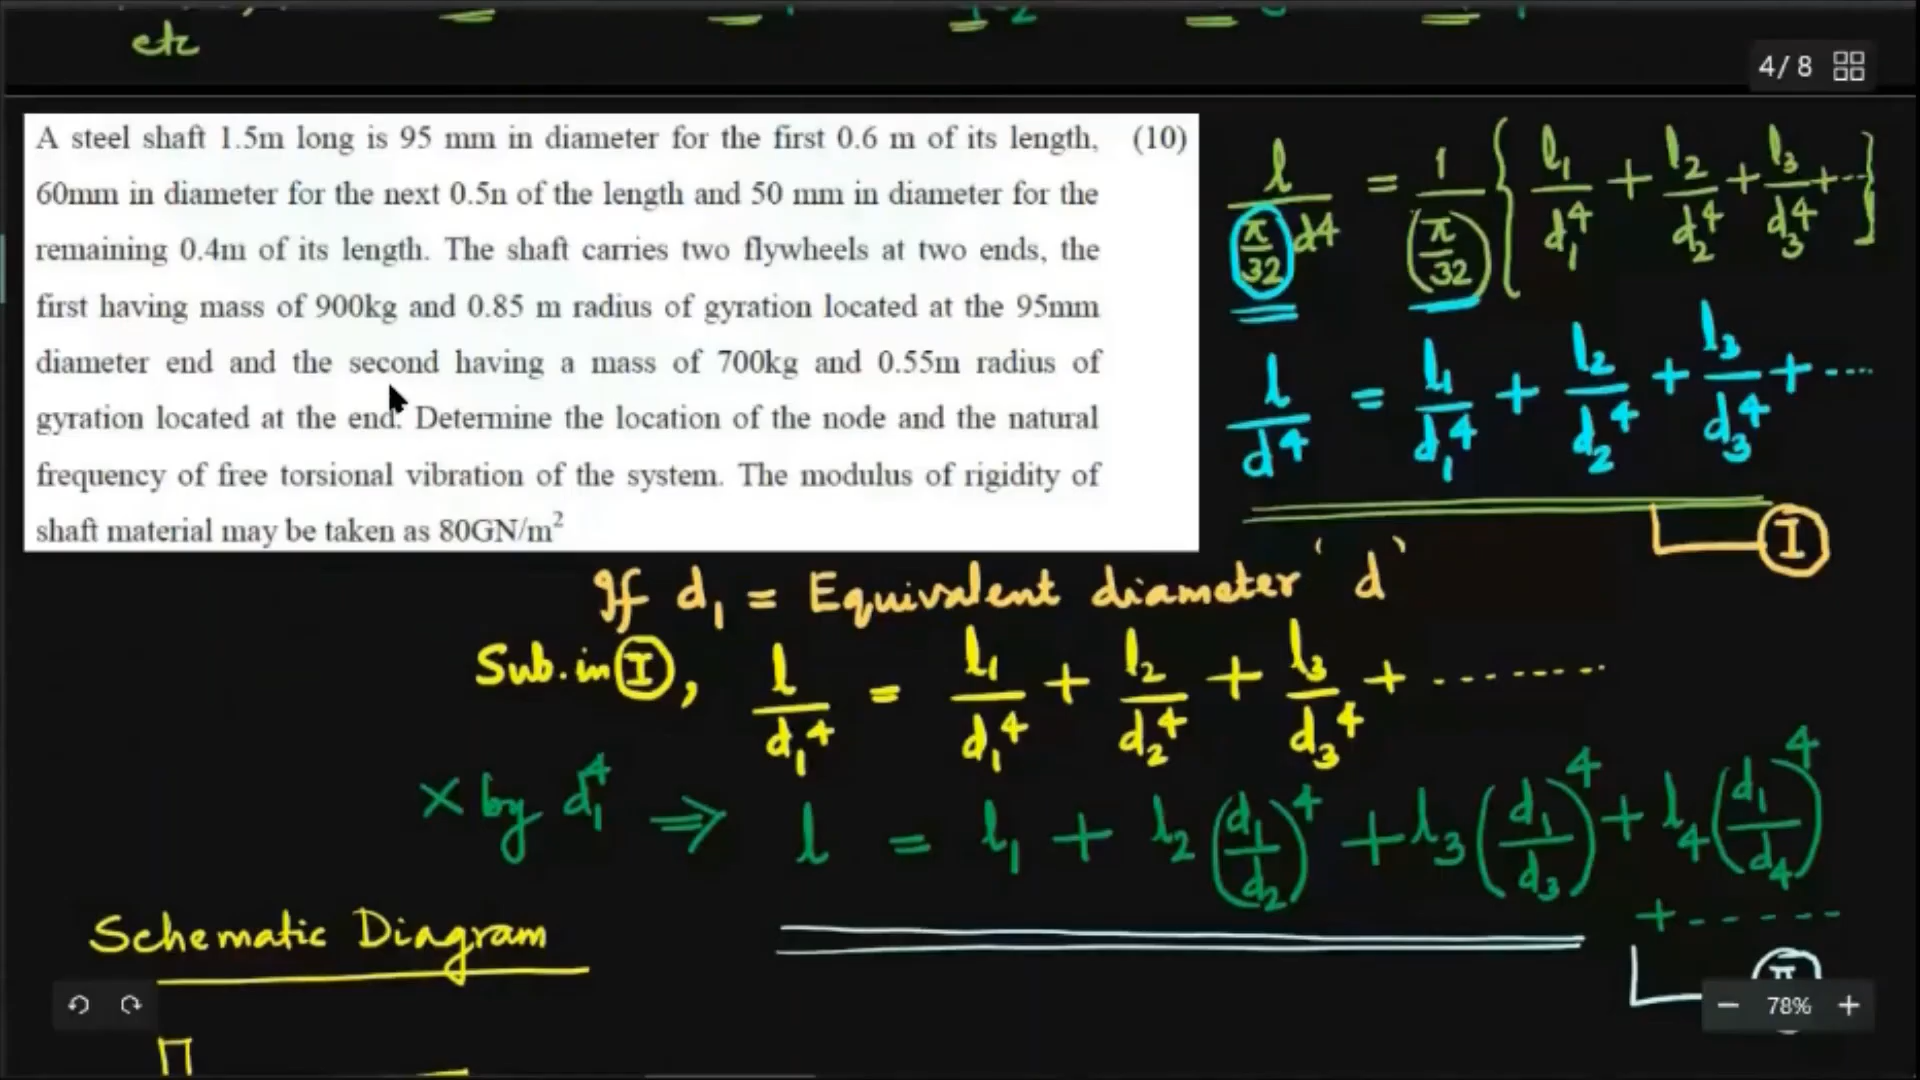 etc
4/ 8
A steel shaft 1.5m long is 95 mm in diameter for the first 0.6 m of its length, (10)
60mm in diameter for the next 0.5n of the length and 50 mm in diameter for the
remaining 0.4m of its length. The shaft carries two flywheels at two ends, the
first having mass of 900kg and 0.85 m radius of gyration located at the 95mm
diameter end and the second having a mass of 700kg and 0.55m radius of
gyration located at the end. Determine the location of the node and the natural
frequency of free torsional vibration of the system. The modulus of rigidity of
shaft material may be taken as 80GN/m²
l/((π/32)d⁴) = 1/(π/32) { l₁/d₁⁴ + l₂/d₂⁴ + l₃/d₃⁴ + ... }
l/d⁴ = l₁/d₁⁴ + l₂/d₂⁴ + l₃/d₃⁴ + ....
I
If d₁ = Equivalent diameter 'd'
Sub. in I, l/d₁⁴ = l₁/d₁⁴ + l₂/d₂⁴ + l₃/d₃⁴ + ........
× by d₁⁴ ⇒ l = l₁ + l₂(d₁/d₂)⁴ + l₃(d₁/d₃)⁴ + l₄(d₁/d₄)⁴
+ ------
II
Schematic Diagram
− 78% +